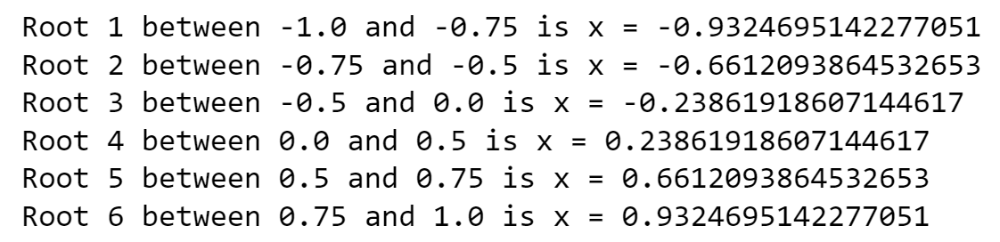 Root 1 between -1.0 and -0.75 is x = -0.9324695142277051
Root 2 between -0.75 and -0.5 is x = -0.6612093864532653
Root 3 between -0.5 and 0.0 is x = -0.23861918607144617
Root 4 between 0.0 and 0.5 is x = 0.23861918607144617
Root 5 between 0.5 and 0.75 is x = 0.6612093864532653
Root 6 between 0.75 and 1.0 is x = 0.9324695142277051